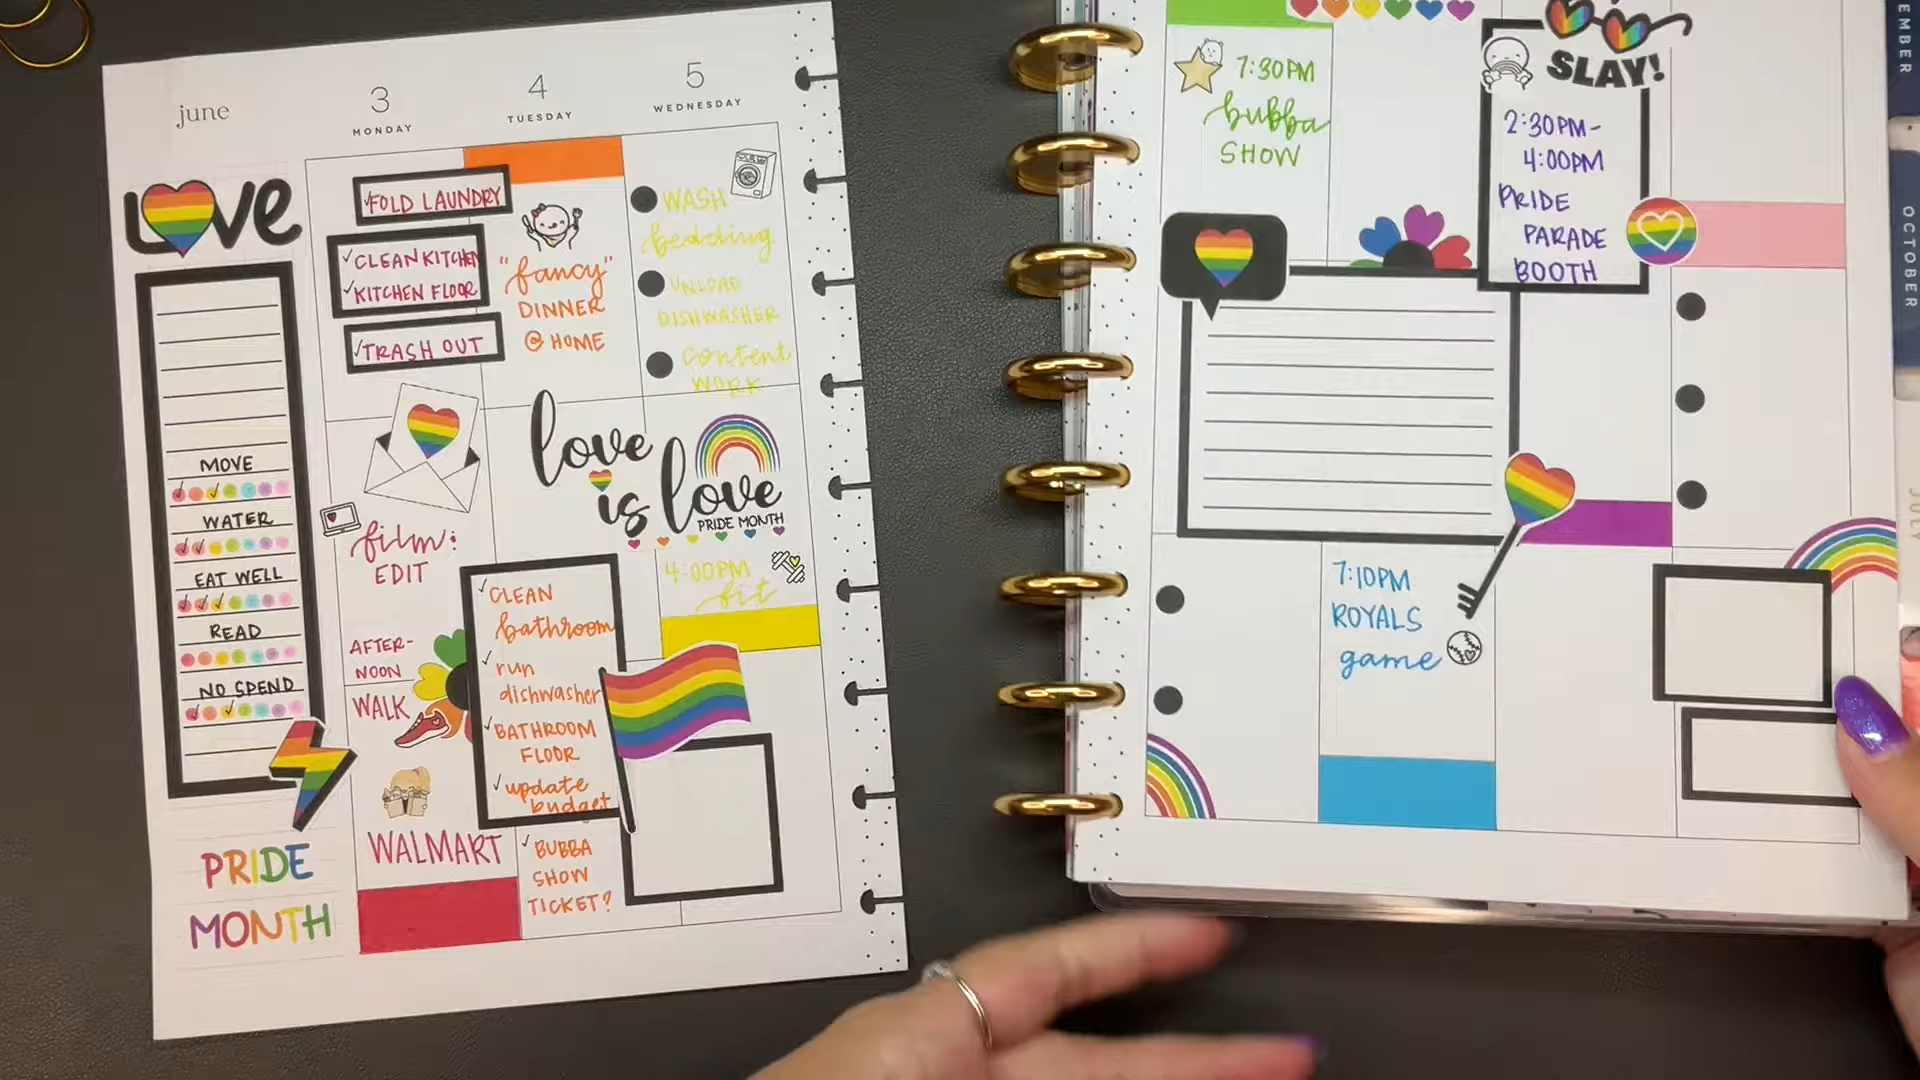 june
3
MONDAY
4
TUESDAY
5
WEDNESDAY
LOVE
MOVE
WATER
EAT WELL
READ
NO SPEND
PRIDE
MONTH
FOLD LAUNDRY
CLEAN KITCHEN
KITCHEN FLOOR
TRASH OUT
film:
EDIT
AFTER-
NOON
WALK
WALMART
"fancy"
DINNER
@ HOME
love
is love
PRIDE MONTH
CLEAN
bathroom
run
dishwasher
BATHROOM
FLOOR
update
budget
BUBBA
SHOW
TICKET?
WASH
bedding
UNLOAD
DISHWASHER
content
WORK
4:00PM
fit
7:30PM
bubba
SHOW
SLAY!
2:30PM-
4:00PM
PRIDE
PARADE
BOOTH
7:10PM
ROYALS
game
EMBER
OCTOBER
JULY